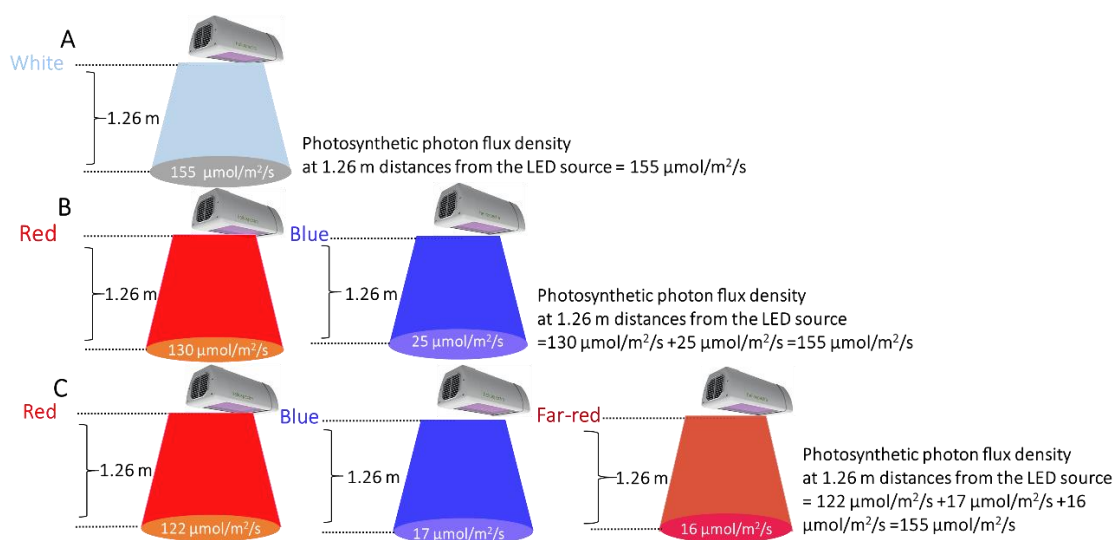 A
White
1.26 m
155 μmol/m²/s
Photosynthetic photon flux density
at 1.26 m distances from the LED source = 155 μmol/m²/s
B
Red
1.26 m
130 μmol/m²/s
Blue
1.26 m
25 μmol/m²/s
Photosynthetic photon flux density
at 1.26 m distances from the LED source
=130 μmol/m²/s +25 μmol/m²/s =155 μmol/m²/s
C
Red
1.26 m
122 μmol/m²/s
Blue
1.26 m
17 μmol/m²/s
Far-red
1.26 m
16 μmol/m²/s
Photosynthetic photon flux density
at 1.26 m distances from the LED source
= 122 μmol/m²/s +17 μmol/m²/s +16
μmol/m²/s =155 μmol/m²/s